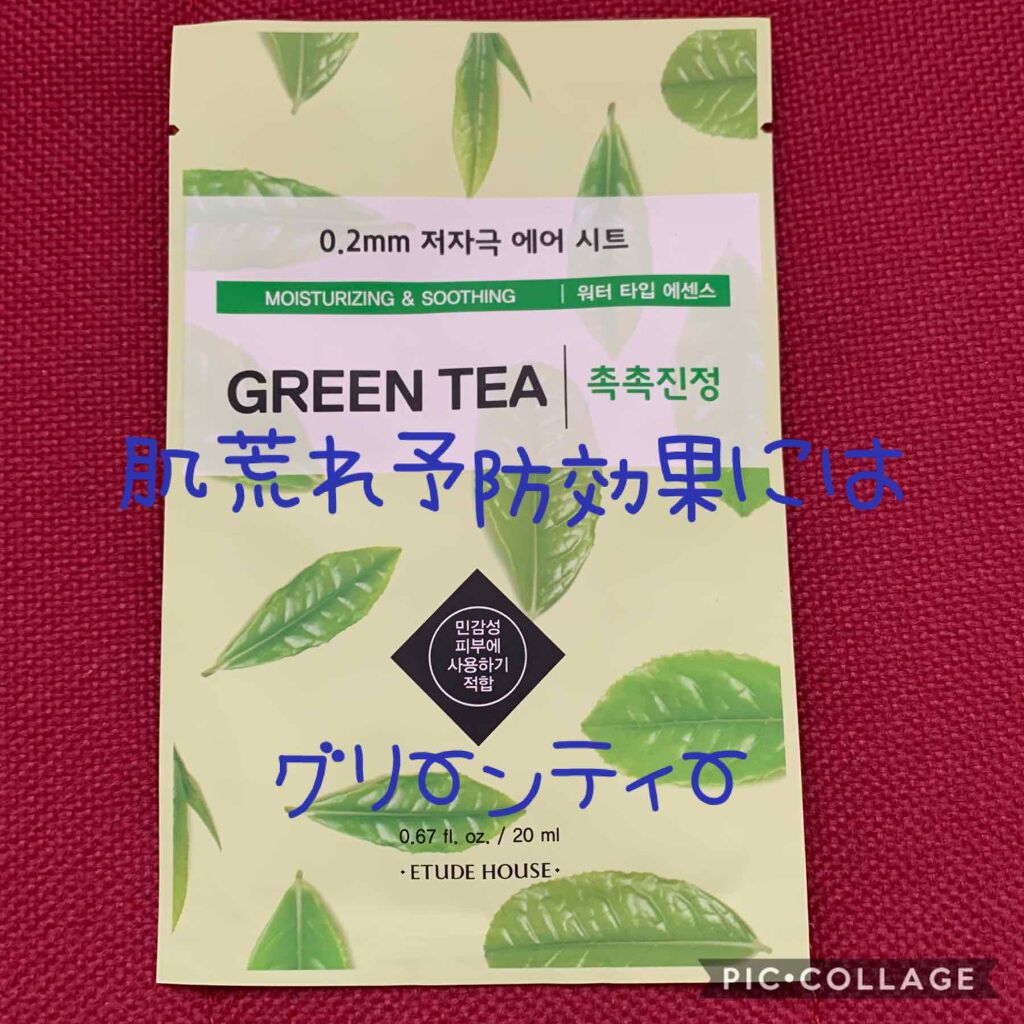 0.2mm 저자극 에어 시트
MOISTURIZING & SOOTHING | 워터 타입 에센스
GREEN TEA | 촉촉진정
肌荒れ予防効果には
민감성
피부에
사용하기
적합
グリーンティー
0.67 fl. oz. / 20 ml
·ETUDE HOUSE·
PIC•COLLAGE